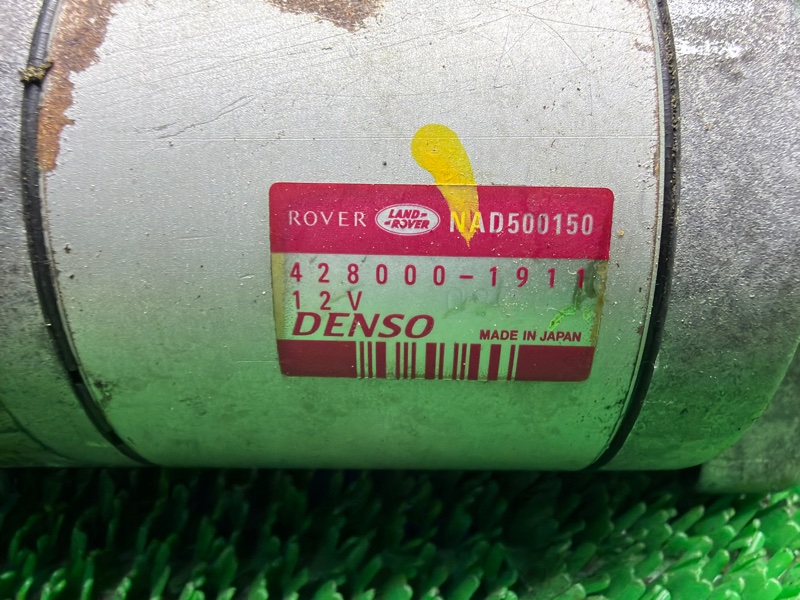 ROVER LAND-ROVER NAD500150
428000-1911
12V
DENSO MADE IN JAPAN